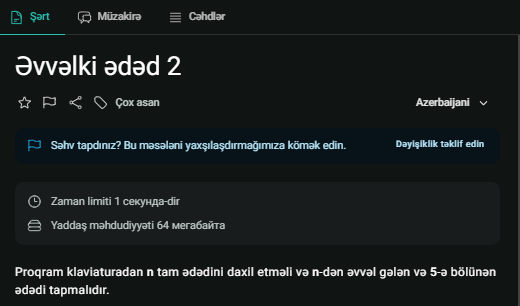 Şərt Müzakirə Cəhdlər
Əvvəlki ədəd 2
Çox asan Azerbaijani
Səhv tapdınız? Bu məsələni yaxşılaşdırmağımıza kömək edin. Dəyişiklik təklif edin
Zaman limiti 1 секунда-dir
Yaddaş məhdudiyyəti 64 мегабайта
Proqram klaviaturadan n tam ədədini daxil etməli və n-dən əvvəl gələn və 5-ə bölünən
ədədi tapmalıdır.